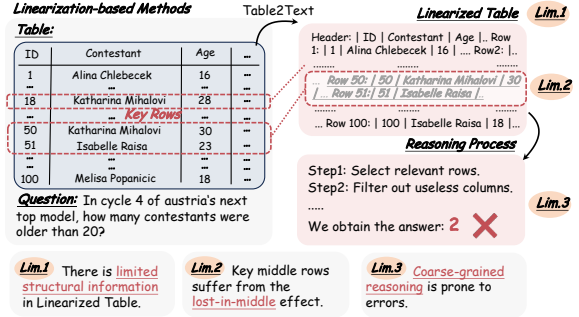 Linearization-based Methods
Table2Text
Linearized Table
Lim.1
Table:
ID Contestant Age ...
1 Alina Chlebecek 16 ...
... ... ... ...
18 Katharina Mihalovi 28 ...
... Key Rows ... ...
50 Katharina Mihalovi 30 ...
51 Isabelle Raisa 23 ...
... ... ... ...
... ... ... ...
100 Melisa Popanicic 18 ...
Question: In cycle 4 of austria's next
top model, how many contestants were
older than 20?
Header: | ID | Contestant | Age |.. Row
1: | 1 | Alina Chlebecek | 16 | .... Row2: |..
........ ........
... Row 50: | 50 | Katharina Mihalovi | 30
| ... Row 51:| 51 | Isabelle Raisa |..
........ ........
... Row 100: | 100 | Isabella Raisa | 18 |...
Lim.2
Reasoning Process
Step1: Select relevant rows.
Step2: Filter out useless columns.
.....
We obtain the answer: 2
Lim.3
Lim.1 There is limited
structural information
in Linearized Table.
Lim.2 Key middle rows
suffer from the
lost-in-middle effect.
Lim.3 Coarse-grained
reasoning is prone to
errors.